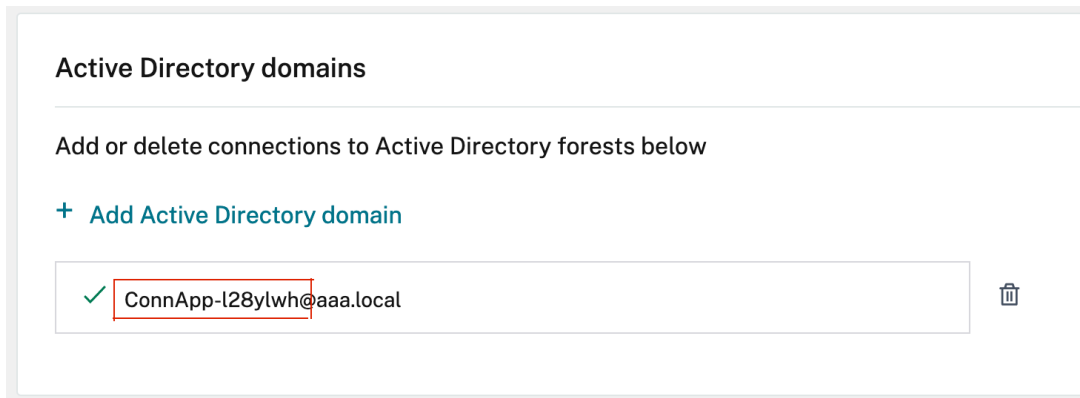 Active Directory domains
Add or delete connections to Active Directory forests below
+ Add Active Directory domain
ConnApp-l28ylwh@aaa.local